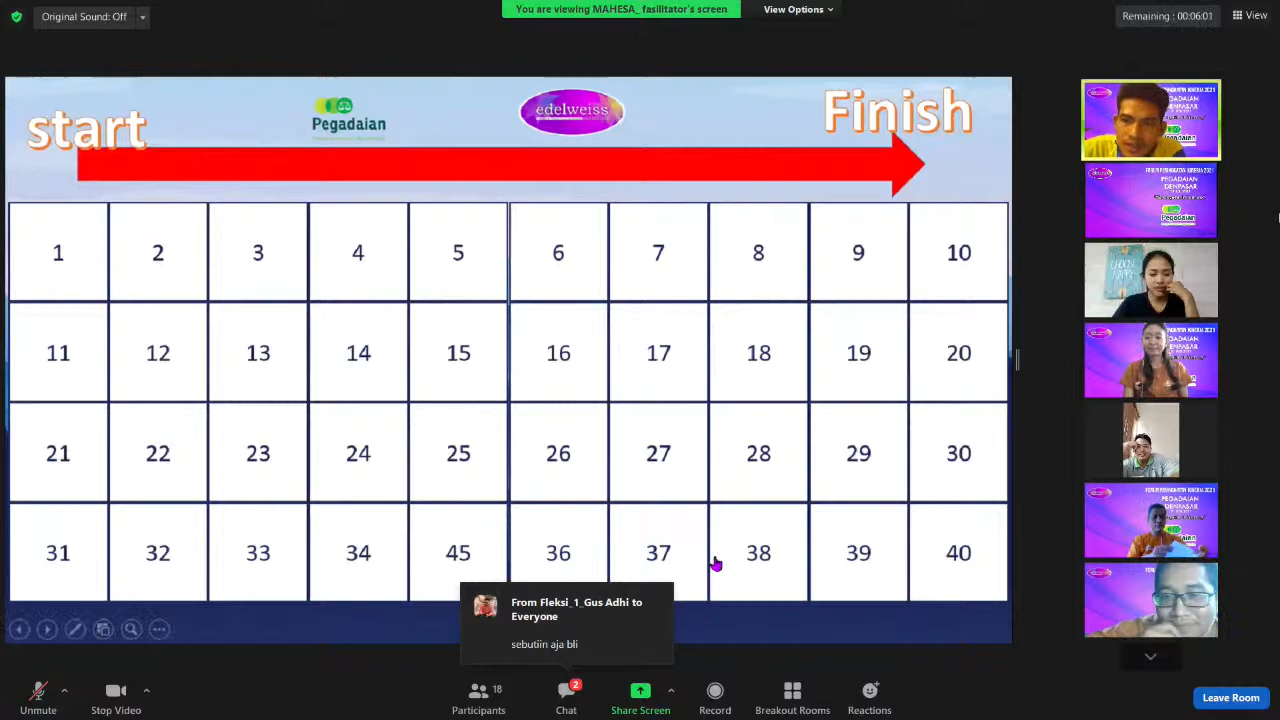 Original Sound: Off
You are viewing MAHESA_ fasilitator's screen
View Options
Remaining : 00:06:01
View
start
Pegadaian
edelweiss
Finish
1 2 3 4 5 6 7 8 9 10
11 12 13 14 15 16 17 18 19 20
21 22 23 24 25 26 27 28 29 30
31 32 33 34 45 36 37 38 39 40
From Fleksi_1_Gus Adhi to
Everyone
sebutiin aja bli
PEGADAIAN
Pegadaian
Unmute
Stop Video
18
Participants
2
Chat
Share Screen
Record
Breakout Rooms
Reactions
Leave Room